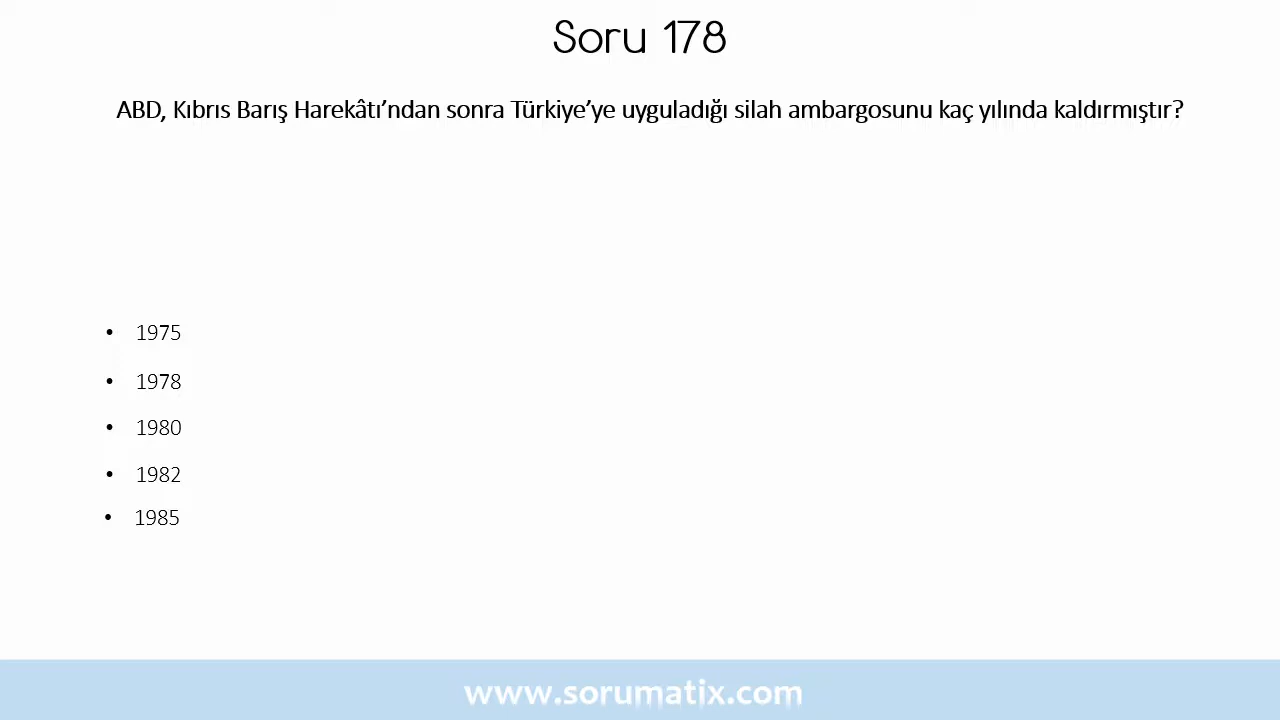 Soru 178
ABD, Kıbrıs Barış Harekâtı’ndan sonra Türkiye’ye uyguladığı silah ambargosunu kaç yılında kaldırmıştır?
• 1975
• 1978
• 1980
• 1982
• 1985
www.sorumatix.com